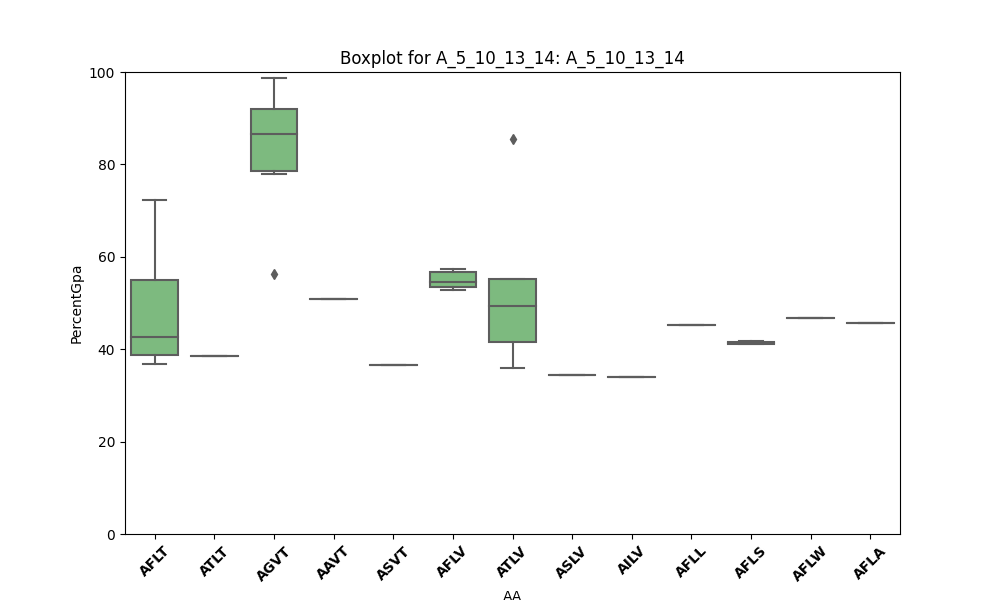 Boxplot for A_5_10_13_14: A_5_10_13_14
100
80
60
40
20
0
PercentGpa
AFLT ATLT AGVT AAVT ASVT AFLV ATLV ASLV AILV AFLL AFLS AFLW AFLA
AA